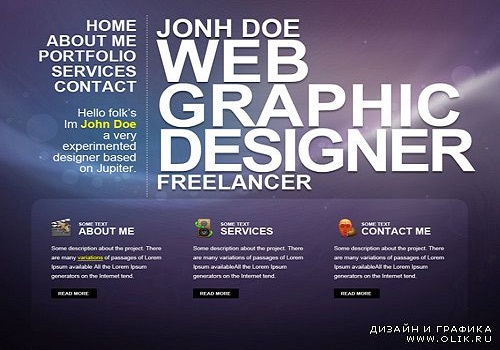 HOME
ABOUT ME
PORTFOLIO
SERVICES
CONTACT
Hello folk's
Im John Doe
a very
experimented
designer based
on Jupiter.
JONH DOE
WEB
GRAPHIC
DESIGNER
FREELANCER
SOME TEXT
ABOUT ME
Some description about the project. There
are many variations of passages of Lorem
Ipsum availableAll the Lorem Ipsum
generators on the Internet tend.
READ MORE
SOME TEXT
SERVICES
Some description about the project. There
are many variations of passages of Lorem
Ipsum availableAll the Lorem Ipsum
generators on the Internet tend.
READ MORE
SOME TEXT
CONTACT ME
Some description about the project. There
are many variations of passages of Lorem
Ipsum availableAll the Lorem Ipsum
generators on the Internet tend.
READ MORE
ДИЗАЙН И ГРАФИКА
WWW.OLIK.RU